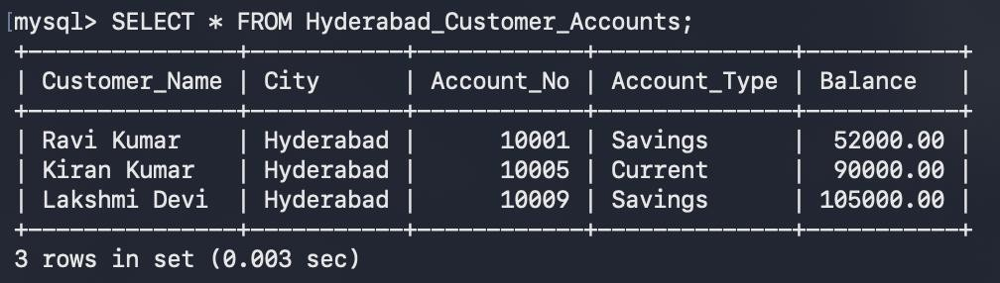 [mysql> SELECT * FROM Hyderabad_Customer_Accounts;
+---------------+------------+------------+--------------+-----------+
| Customer_Name | City      | Account_No | Account_Type | Balance   |
+---------------+------------+------------+--------------+-----------+
| Ravi Kumar    | Hyderabad |      10001 | Savings      |  52000.00 |
| Kiran Kumar   | Hyderabad |      10005 | Current      |  90000.00 |
| Lakshmi Devi  | Hyderabad |      10009 | Savings      | 105000.00 |
+---------------+------------+------------+--------------+-----------+
3 rows in set (0.003 sec)